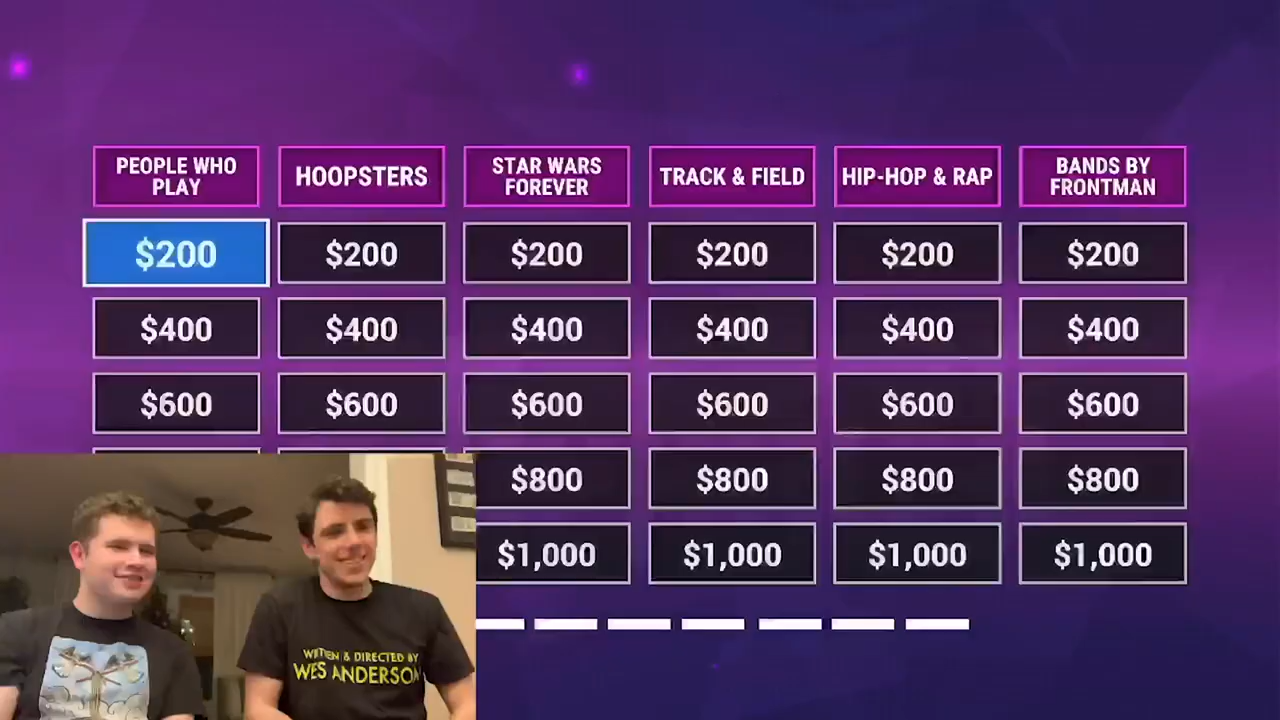 PEOPLE WHO
PLAY
HOOPSTERS
STAR WARS
FOREVER
TRACK & FIELD
HIP-HOP & RAP
BANDS BY
FRONTMAN
$200
$200
$200
$200
$200
$200
$400
$400
$400
$400
$400
$400
$600
$600
$600
$600
$600
$600
$800
$800
$800
$800
$1,000
$1,000
$1,000
$1,000
WRITTEN & DIRECTED BY
WES ANDERSON